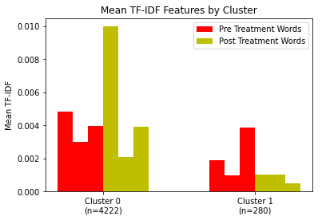 Mean TF-IDF Features by Cluster
Pre Treatment Words
Post Treatment Words
0.010
0.008
0.006
0.004
0.002
0.000
Mean TF-IDF
Cluster 0
(n=4222)
Cluster 1
(n=280)